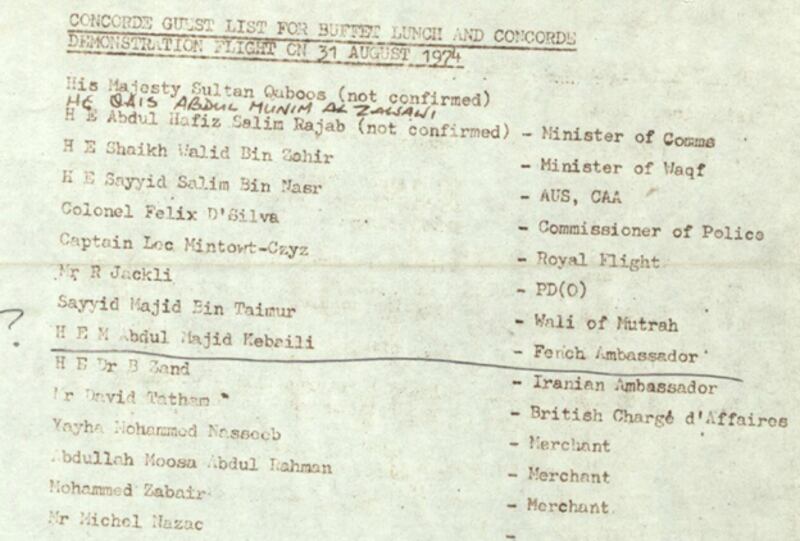 CONCORDE GUEST LIST FOR BUFFET LUNCH AND CONCORDE
DEMONSTRATION FLIGHT ON 31 AUGUST 1974
His Majesty Sultan Quboos (not confirmed)
HE QAIS ABDUL MUNIM AL ZAWAWI
H E Abdul Hafiz Salim Rajab (not confirmed) - Minister of Comms
H E Shaikh Walid Bin Zahir - Minister of Waqf
H E Sayyid Salim Bin Nasr - AUS, CAA
Colonel Felix D'Silva - Commissioner of Police
Captain Leo Mintowt-Czyz - Royal Flight
Mr R Jackli - PD(O)
Sayyid Majid Bin Taimur - Wali of Mutrah
? H E M Abdul Majid Kebaili - Fench Ambassador
H E Dr B Zand - Iranian Ambassador
Mr David Tatham - British Chargé d'Affaires
Yayha Mohammed Nasseeb - Merchant
Abdullah Moosa Abdul Rahman - Merchant
Mohammed Zabair - Merchant
Mr Michel Nazac -